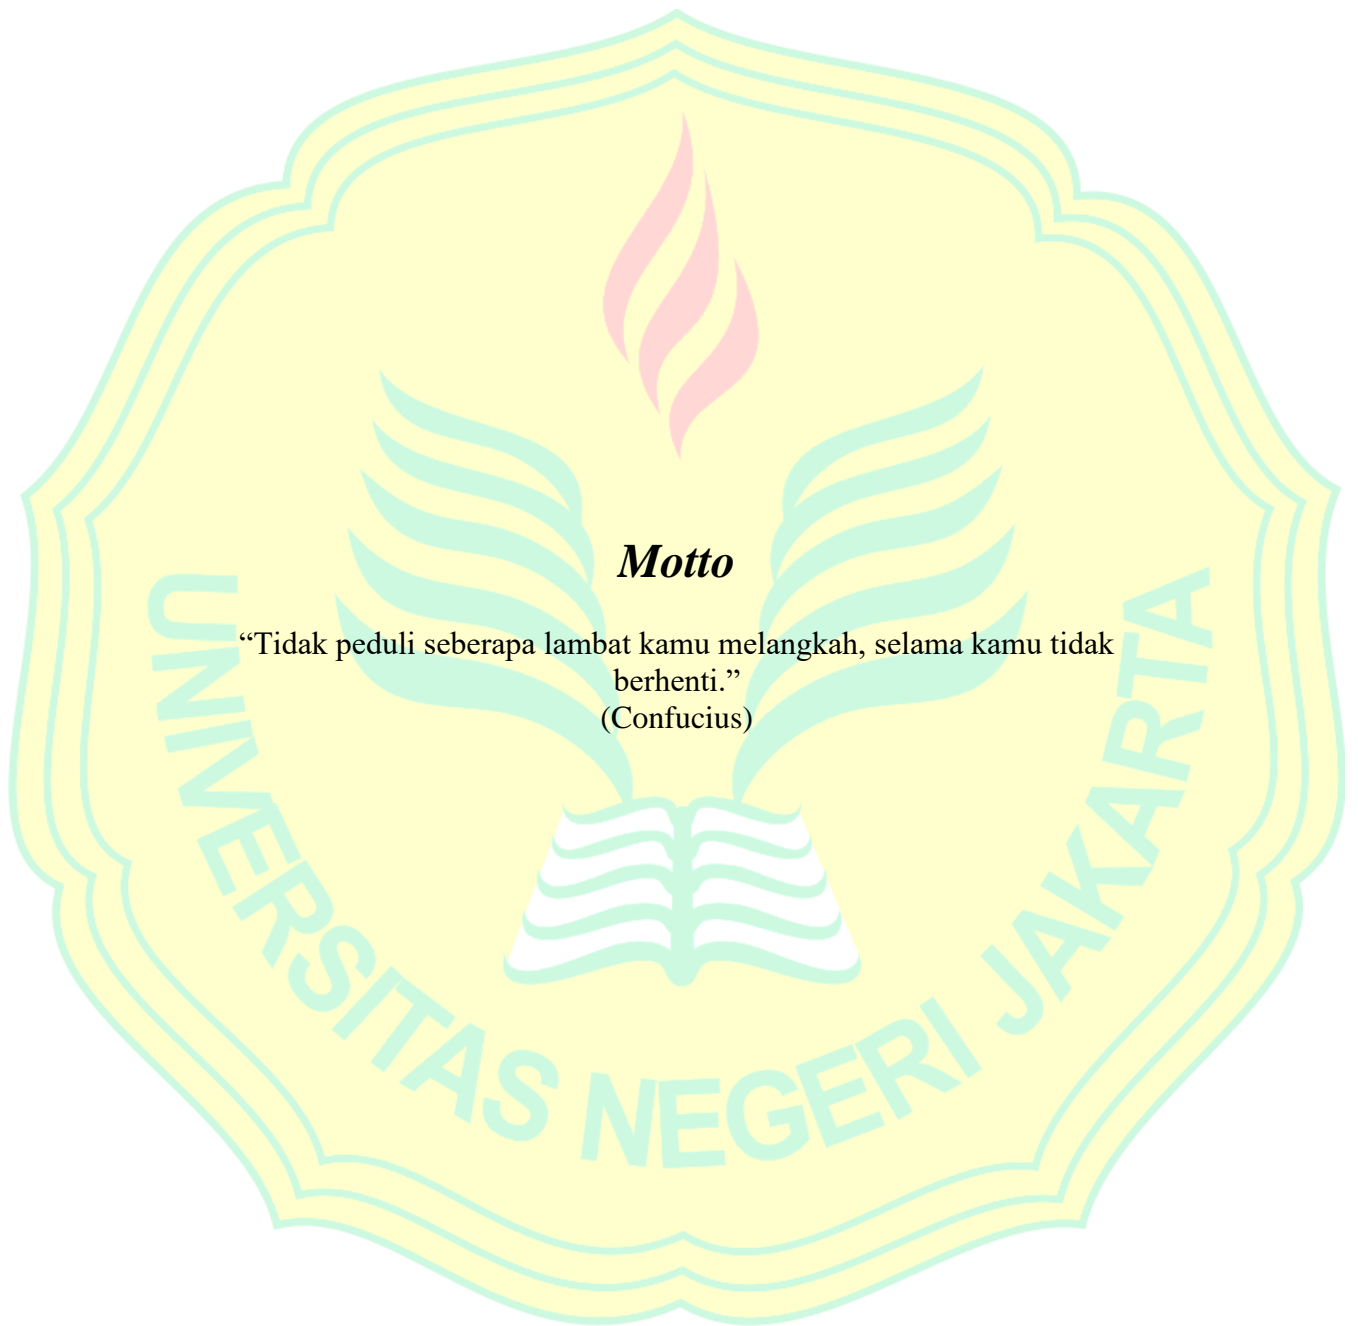 Motto
“Tidak peduli seberapa lambat kamu melangkah, selama kamu tidak
berhenti.”
(Confucius)
UNIVERSITAS NEGERI JAKARTA